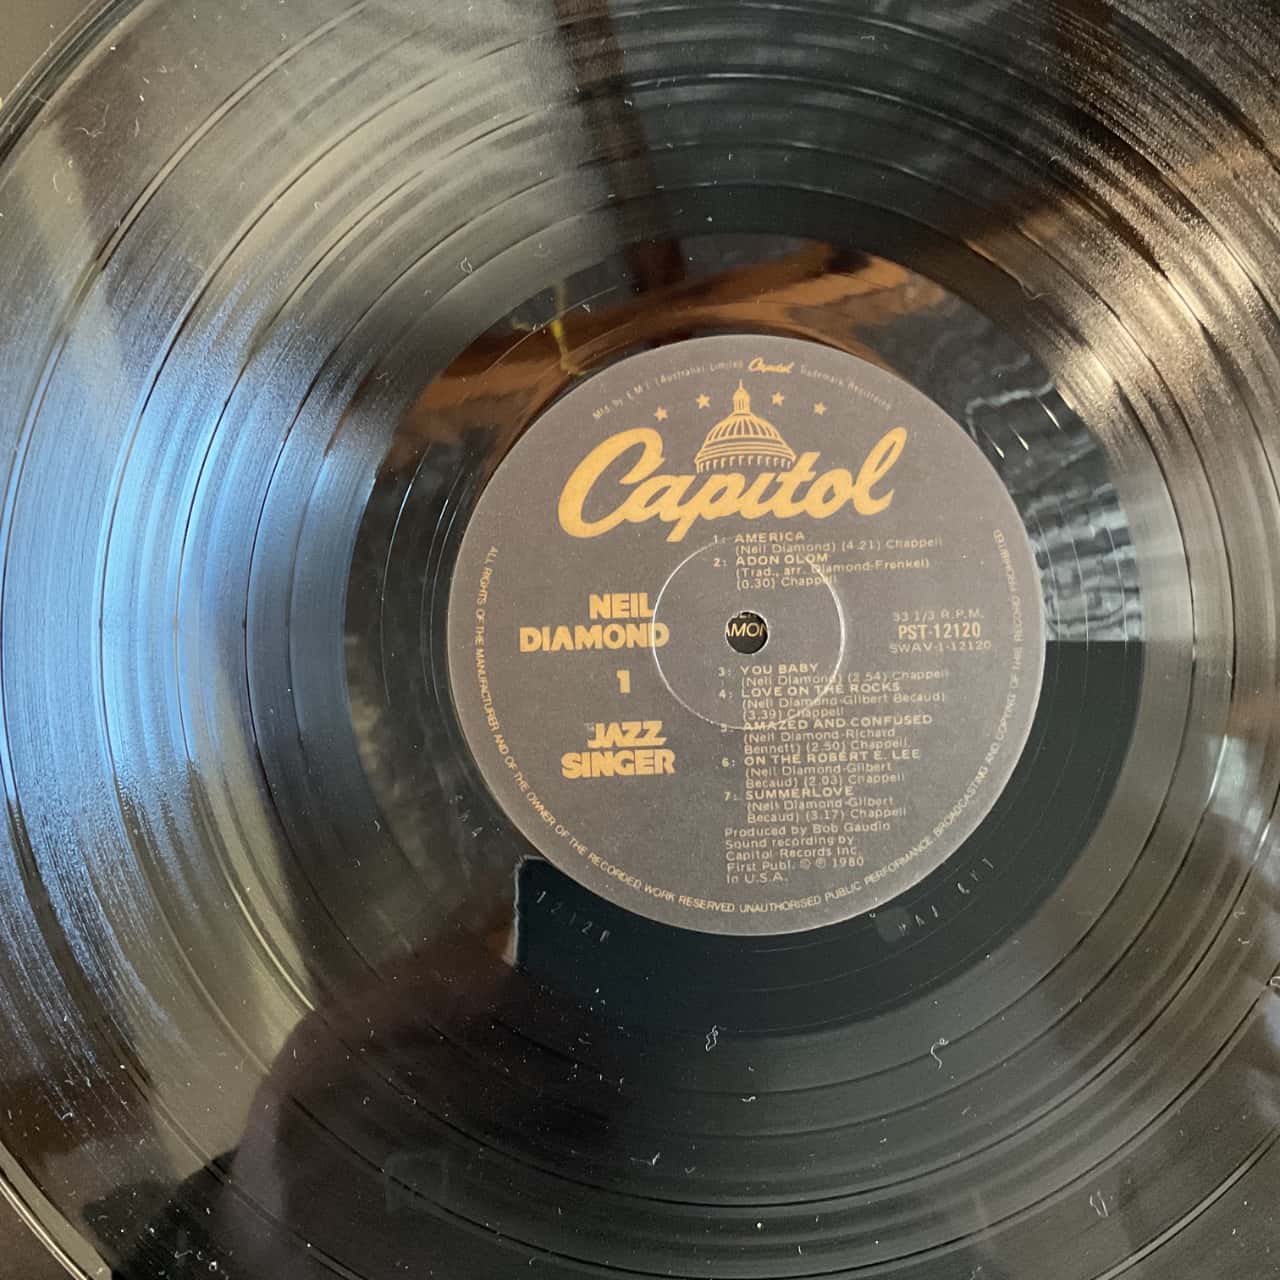 Mfd. by E.M.I. (Australia) Limited Capitol Trademark Registered
Capitol
1: AMERICA
(Neil Diamond) (4.21) Chappell
2: ADON OLOM
(Trad., arr. Diamond-Frenkel)
(0.30) Chappell
NEIL
DIAMOND
1
JAZZ
SINGER
33 1/3 R.P.M.
PST-12120
SWAV-1-12120
3: YOU BABY
(Neil Diamond) (2.54) Chappell
4: LOVE ON THE ROCKS
(Neil Diamond-Gilbert Becaud)
(3.39) Chappell
5: AMAZED AND CONFUSED
(Neil Diamond-Richard
Bennett) (2.50) Chappell
6: ON THE ROBERT E. LEE
(Neil Diamond-Gilbert
Becaud) (2.03) Chappell
7: SUMMERLOVE
(Neil Diamond-Gilbert
Becaud) (3.17) Chappell
Produced by Bob Gaudio
Sound recording by
Capitol Records Inc.
First Publ. © ℗ 1980
In U.S.A.
ALL RIGHTS OF THE MANUFACTURER AND OF THE OWNER OF THE RECORDED WORK RESERVED. UNAUTHORISED PUBLIC PERFORMANCE BROADCASTING AND COPYING OF THIS RECORD PROHIBITED